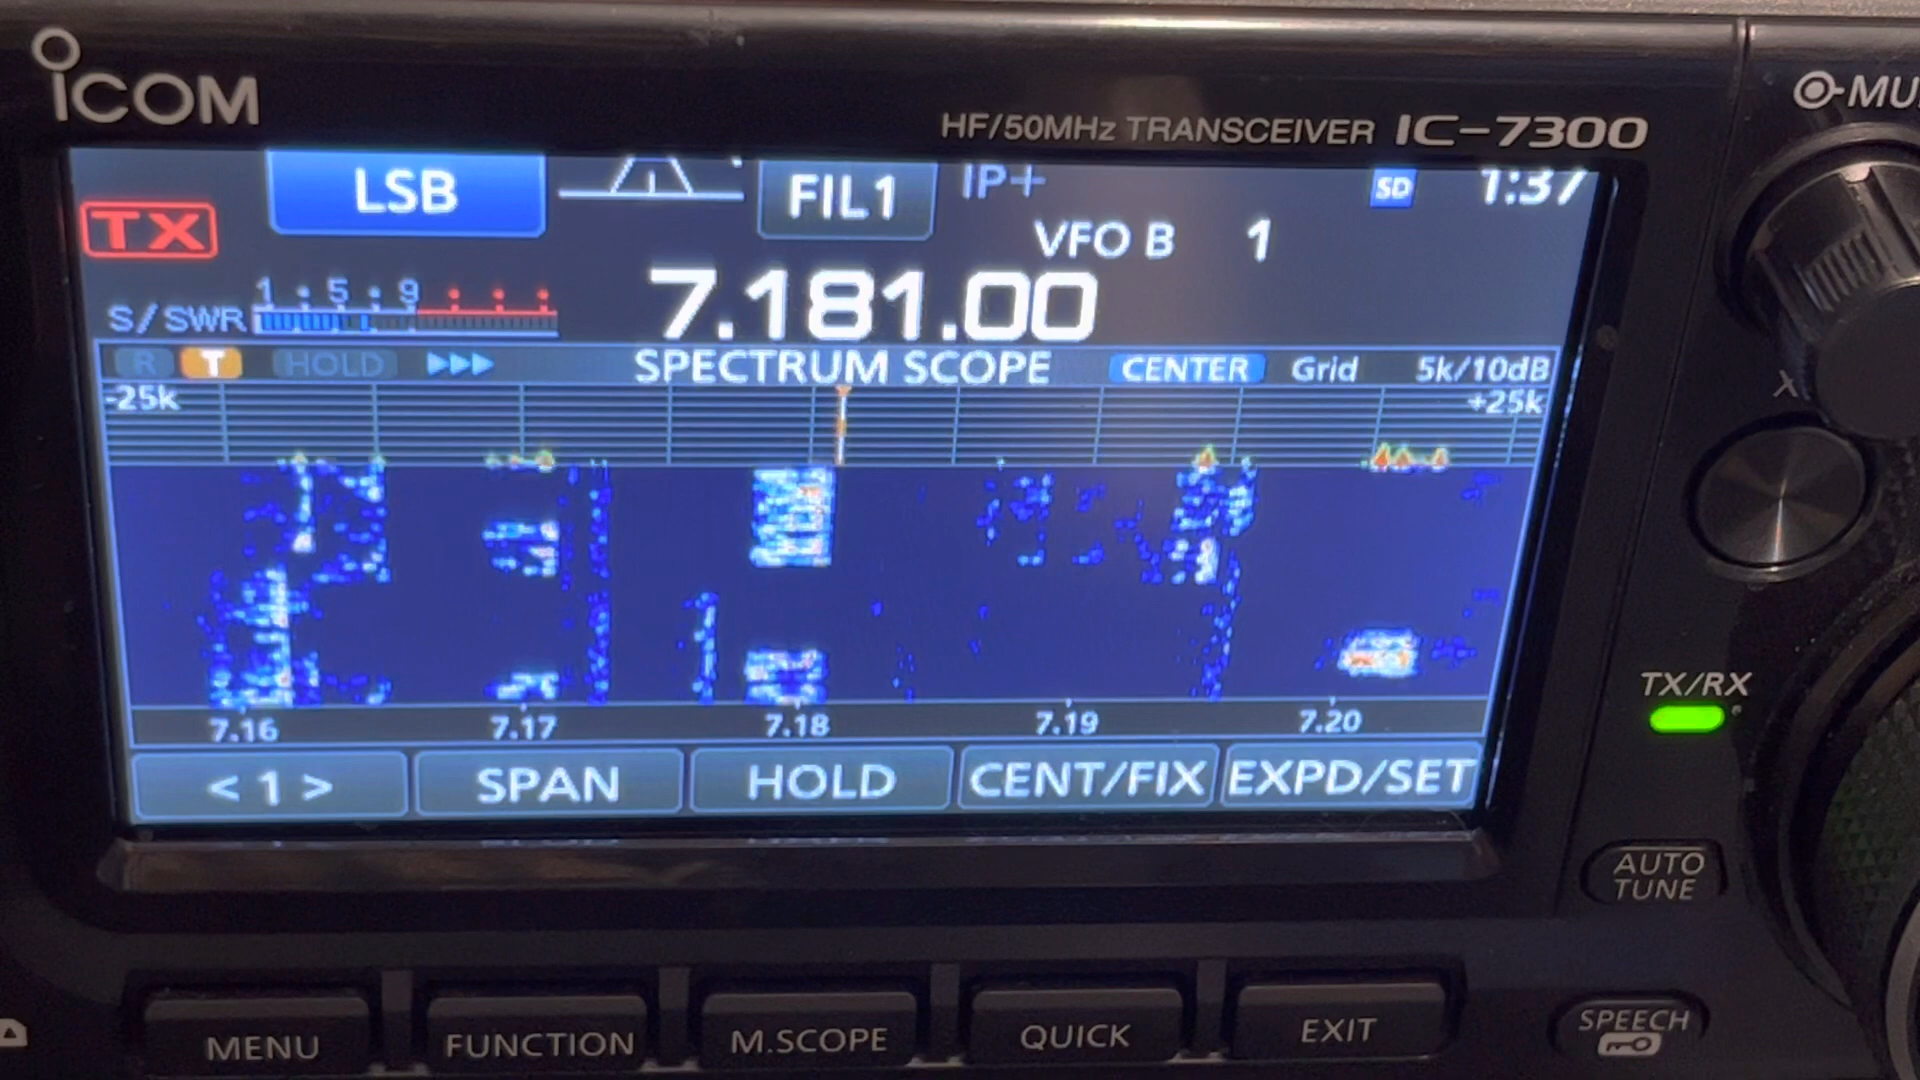 ICOM
HF/50MHz TRANSCEIVER IC-7300
TX
LSB
FIL1
IP+
SD
1:37
VFO B 1
7.181.00
1 • 5 • 9 • • •
S/SWR
R T HOLD SPECTRUM SCOPE CENTER Grid 5k/10dB
-25k +25k
7.16 7.17 7.18 7.19 7.20
< 1 > SPAN HOLD CENT/FIX EXPD/SET
TX/RX
AUTO
TUNE
MENU FUNCTION M.SCOPE QUICK EXIT
SPEECH